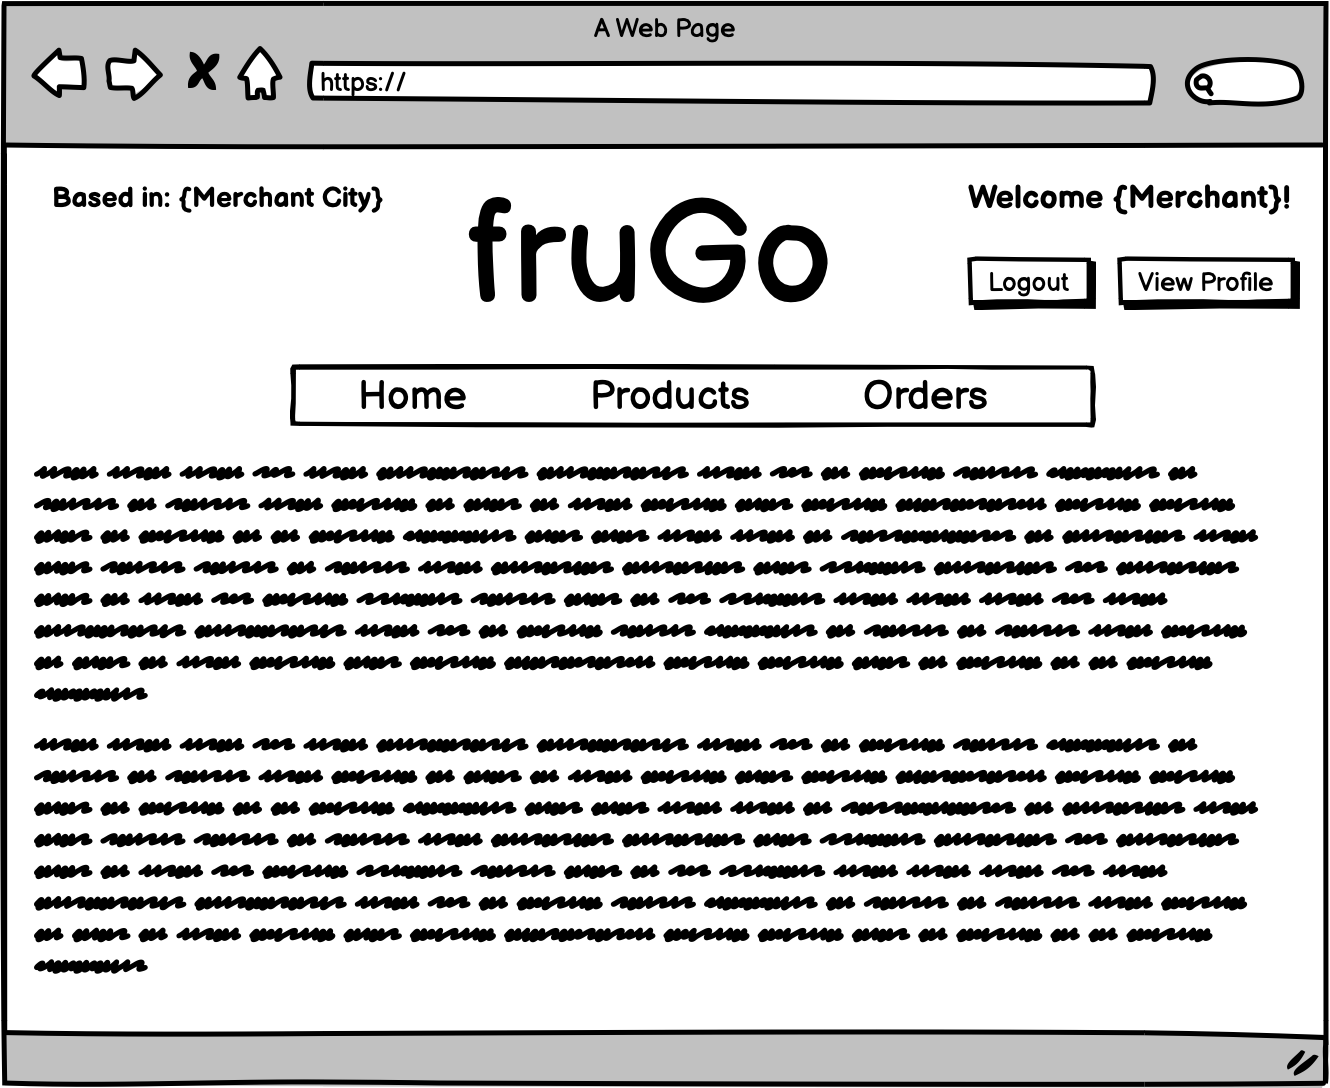 A Web Page
https://
Based in: {Merchant City}
fruGo
Welcome {Merchant}!
Logout
View Profile
Home Products Orders